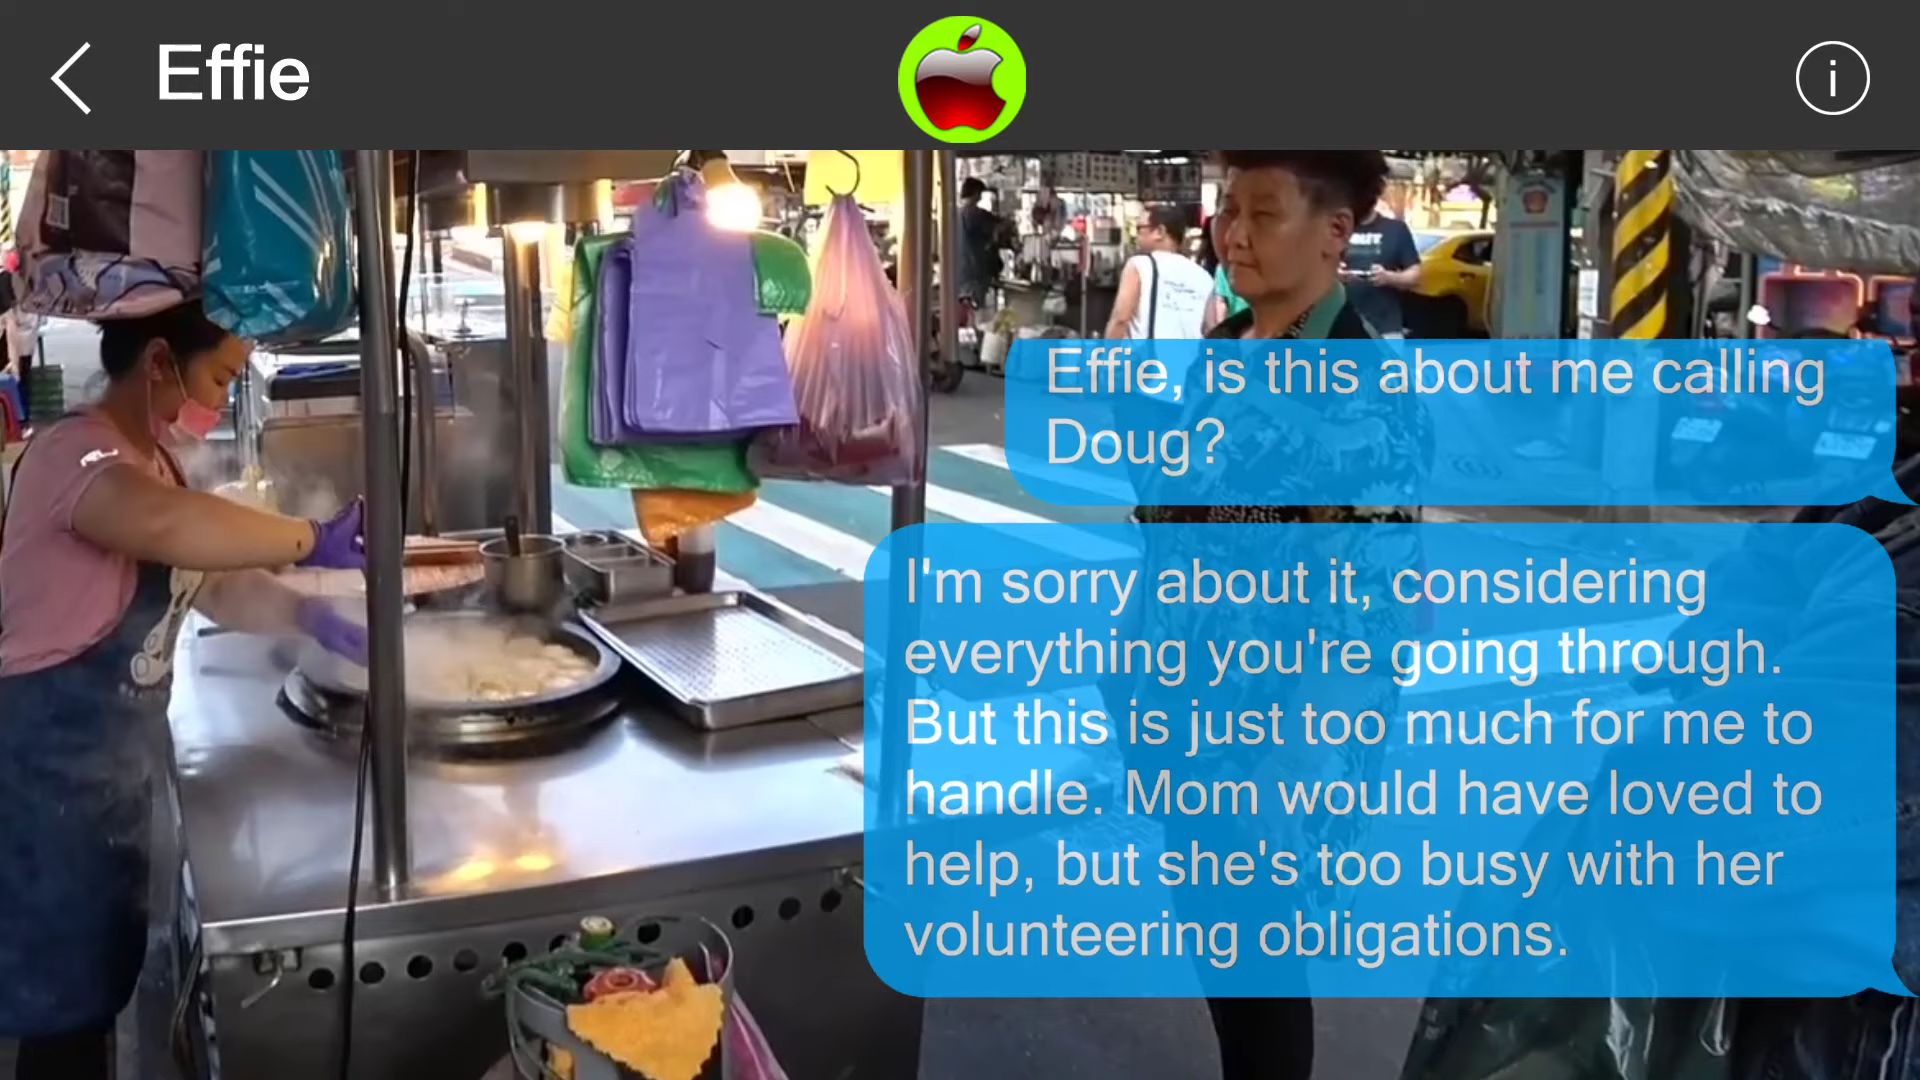 Effie
Effie, is this about me calling
Doug?
I'm sorry about it, considering
everything you're going through.
But this is just too much for me to
handle. Mom would have loved to
help, but she's too busy with her
volunteering obligations.